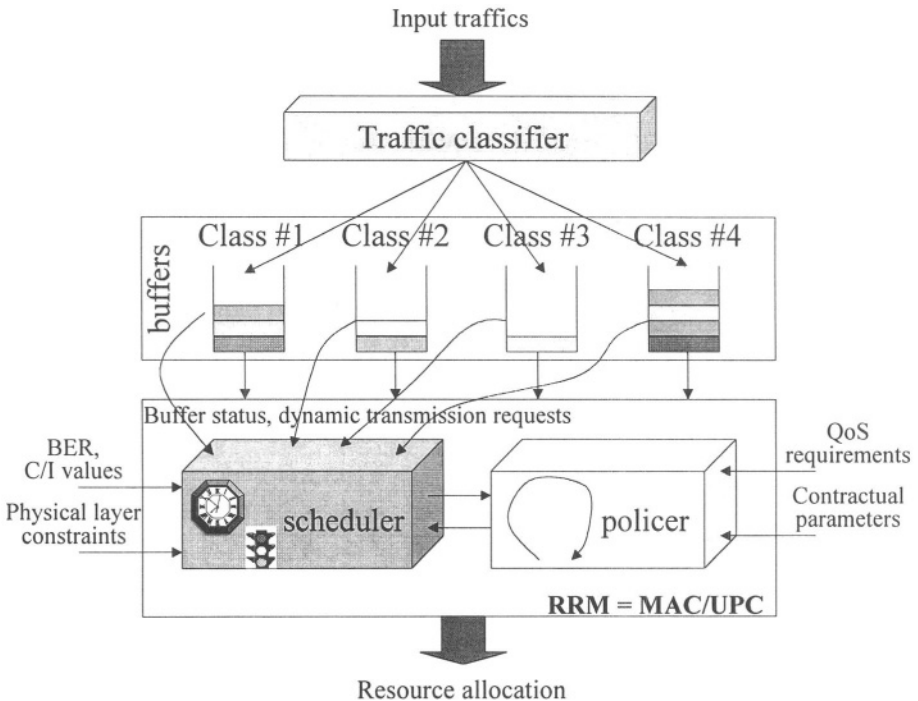 Input traffics
Traffic classifier
Class #1 Class #2 Class #3 Class #4
buffers
Buffer status, dynamic transmission requests
BER,
C/I values
Physical layer
constraints
scheduler
policer
QoS
requirements
Contractual
parameters
RRM = MAC/UPC
Resource allocation